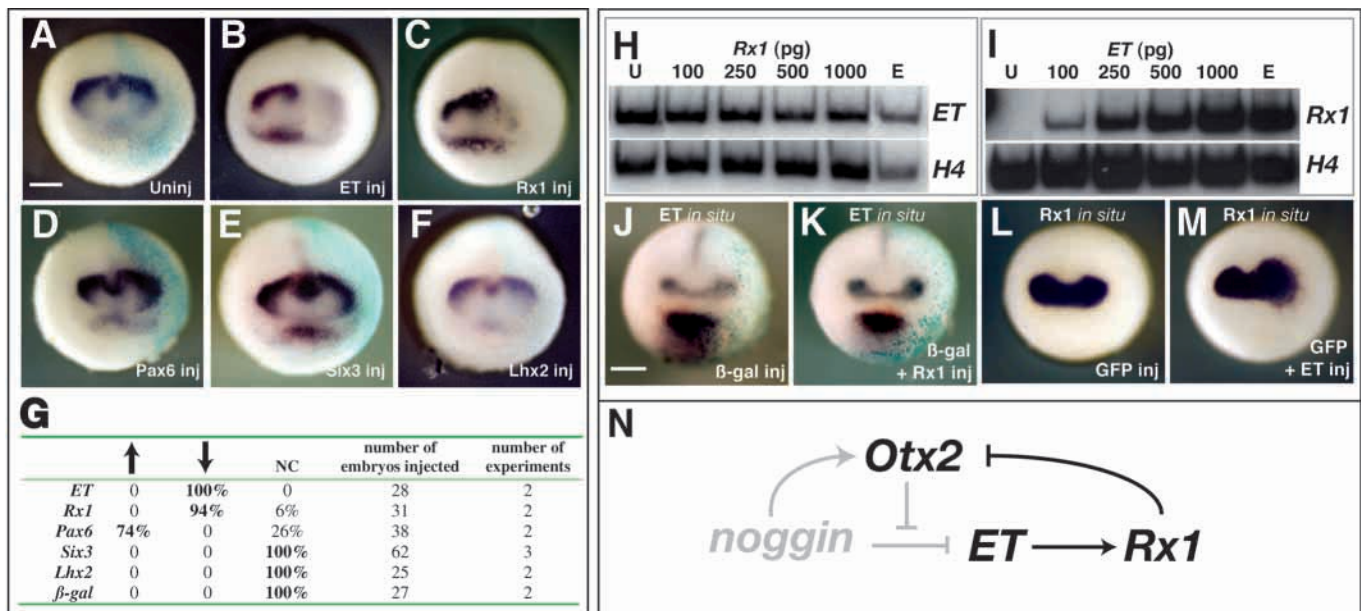 A
B
C
Uninj
ET inj
Rx1 inj
D
E
F
Pax6 inj
Six3 inj
Lhx2 inj
G
↑ ↓ NC number of embryos injected number of experiments
ET 0 100% 0 28 2
Rx1 0 94% 6% 31 2
Pax6 74% 0 26% 38 2
Six3 0 0 100% 62 3
Lhx2 0 0 100% 25 2
ß-gal 0 0 100% 27 2
H
Rx1 (pg)
U 100 250 500 1000 E
ET
H4
I
ET (pg)
U 100 250 500 1000 E
Rx1
H4
J
ET in situ
ß-gal inj
K
ET in situ
ß-gal
+ Rx1 inj
L
Rx1 in situ
GFP inj
M
Rx1 in situ
GFP
+ ET inj
N
Otx2
noggin
ET
Rx1